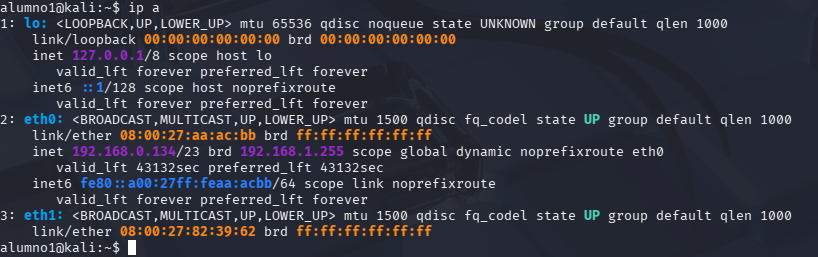 alumno1@kali:~$ ip a
1: lo: <LOOPBACK,UP,LOWER_UP> mtu 65536 qdisc noqueue state UNKNOWN group default qlen 1000
    link/loopback 00:00:00:00:00:00 brd 00:00:00:00:00:00
    inet 127.0.0.1/8 scope host lo
       valid_lft forever preferred_lft forever
    inet6 ::1/128 scope host noprefixroute
       valid_lft forever preferred_lft forever
2: eth0: <BROADCAST,MULTICAST,UP,LOWER_UP> mtu 1500 qdisc fq_codel state UP group default qlen 1000
    link/ether 08:00:27:aa:ac:bb brd ff:ff:ff:ff:ff:ff
    inet 192.168.0.134/23 brd 192.168.1.255 scope global dynamic noprefixroute eth0
       valid_lft 43132sec preferred_lft 43132sec
    inet6 fe80::a00:27ff:feaa:acbb/64 scope link noprefixroute
       valid_lft forever preferred_lft forever
3: eth1: <BROADCAST,MULTICAST,UP,LOWER_UP> mtu 1500 qdisc fq_codel state UP group default qlen 1000
    link/ether 08:00:27:82:39:62 brd ff:ff:ff:ff:ff:ff
alumno1@kali:~$